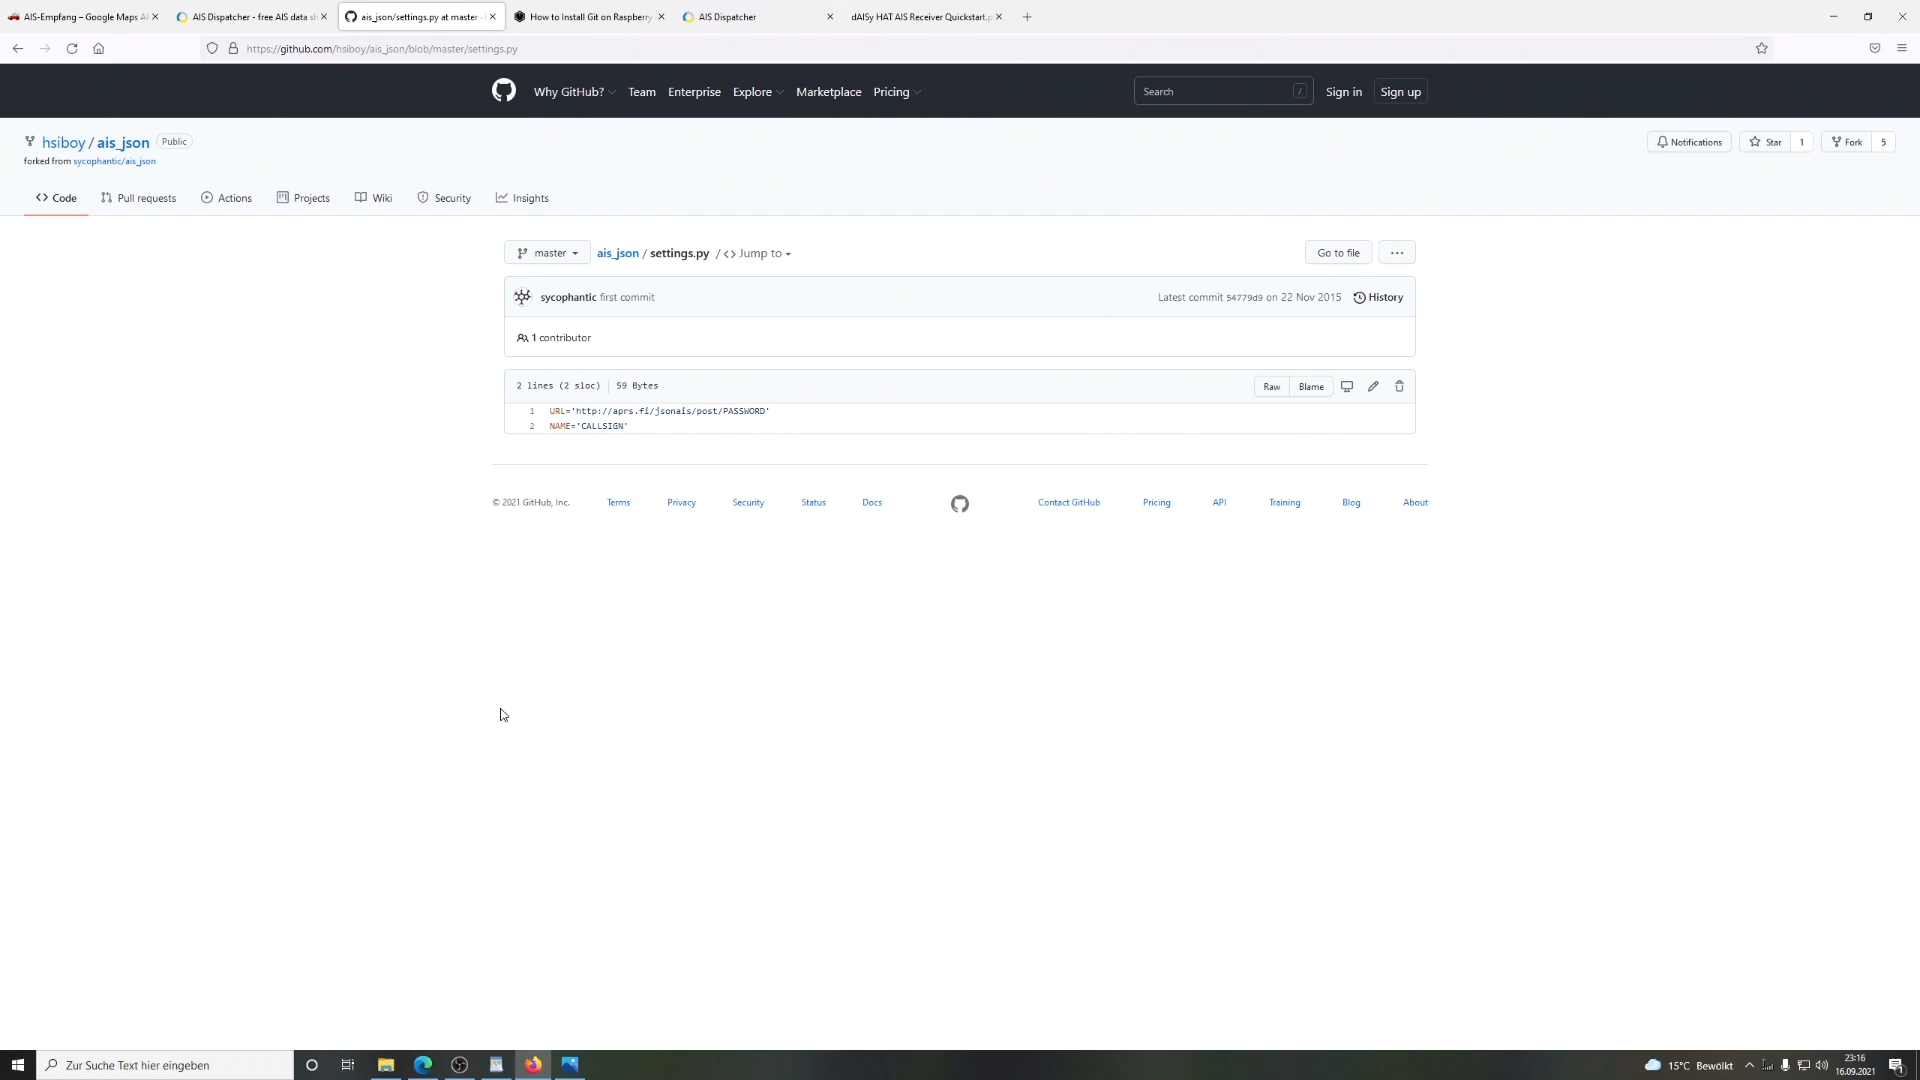 AIS-Empfang – Google Maps AI
AIS Dispatcher - free AIS data sh
ais_json/settings.py at master ·
How to Install Git on Raspberry
AIS Dispatcher
dAISy HAT AIS Receiver Quickstart.p
https://github.com/hsiboy/ais_json/blob/master/settings.py
Why GitHub?
Team
Enterprise
Explore
Marketplace
Pricing
Search /
Sign in
Sign up
hsiboy / ais_json Public
forked from sycophantic/ais_json
Notifications
Star 1
Fork 5
Code
Pull requests
Actions
Projects
Wiki
Security
Insights
master
ais_json / settings.py / <> Jump to
Go to file
...
sycophantic first commit
Latest commit 54779d9 on 22 Nov 2015
History
1 contributor
2 lines (2 sloc) 59 Bytes
Raw
Blame
1 URL='http://aprs.fi/jsonais/post/PASSWORD'
2 NAME='CALLSIGN'
© 2021 GitHub, Inc.
Terms
Privacy
Security
Status
Docs
Contact GitHub
Pricing
API
Training
Blog
About
Zur Suche Text hier eingeben
15°C Bewölkt
23:16
16.09.2021
1